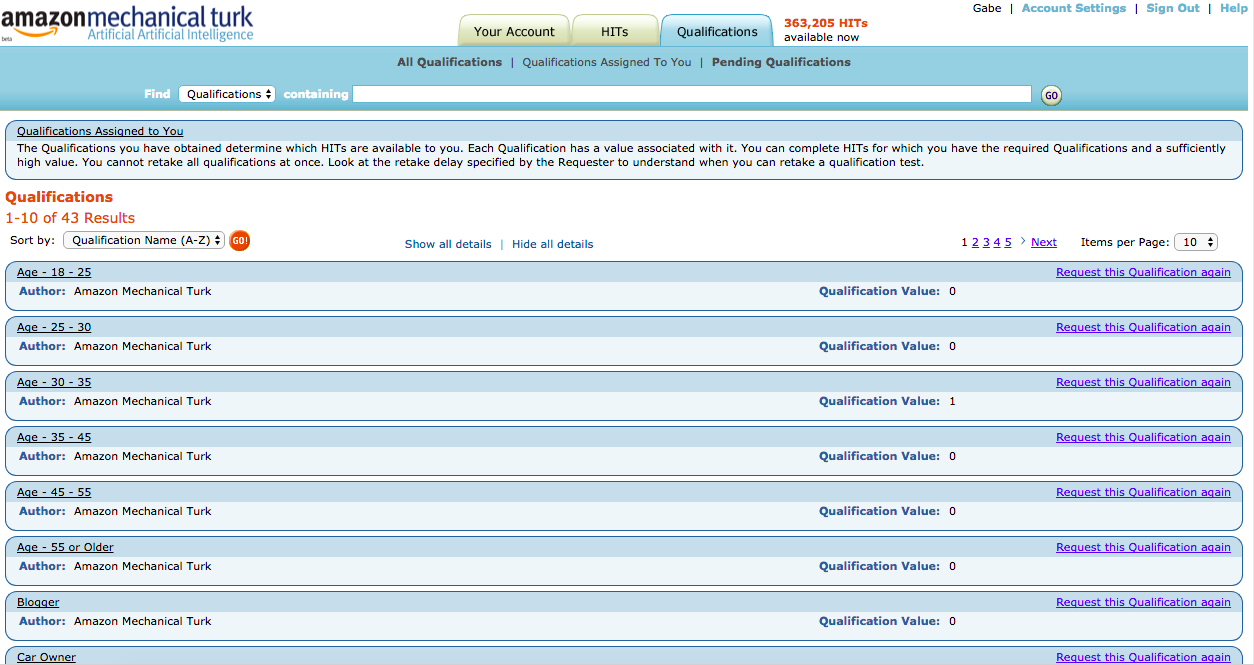 amazonmechanical turk
beta
Artificial Artificial Intelligence
Your Account
HITs
Qualifications
363,205 HITs
available now
Gabe | Account Settings | Sign Out | Help
All Qualifications | Qualifications Assigned To You | Pending Qualifications
Find Qualifications containing GO
Qualifications Assigned to You
The Qualifications you have obtained determine which HITs are available to you. Each Qualification has a value associated with it. You can complete HITs for which you have the required Qualifications and a sufficiently
high value. You cannot retake all qualifications at once. Look at the retake delay specified by the Requester to understand when you can retake a qualification test.
Qualifications
1-10 of 43 Results
Sort by: Qualification Name (A-Z) GO! Show all details | Hide all details 1 2 3 4 5 › Next Items per Page: 10
Age - 18 - 25 Request this Qualification again
Author: Amazon Mechanical Turk Qualification Value: 0
Age - 25 - 30 Request this Qualification again
Author: Amazon Mechanical Turk Qualification Value: 0
Age - 30 - 35 Request this Qualification again
Author: Amazon Mechanical Turk Qualification Value: 1
Age - 35 - 45 Request this Qualification again
Author: Amazon Mechanical Turk Qualification Value: 0
Age - 45 - 55 Request this Qualification again
Author: Amazon Mechanical Turk Qualification Value: 0
Age - 55 or Older Request this Qualification again
Author: Amazon Mechanical Turk Qualification Value: 0
Blogger Request this Qualification again
Author: Amazon Mechanical Turk Qualification Value: 0
Car Owner Request this Qualification again